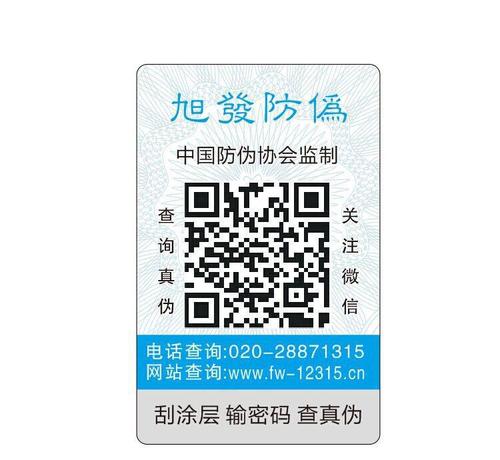 旭發防僞
中国防伪协会监制
查询真伪
关注微信
电话查询:020-28871315
网站查询:www.fw-12315.cn
刮涂层 输密码 查真伪